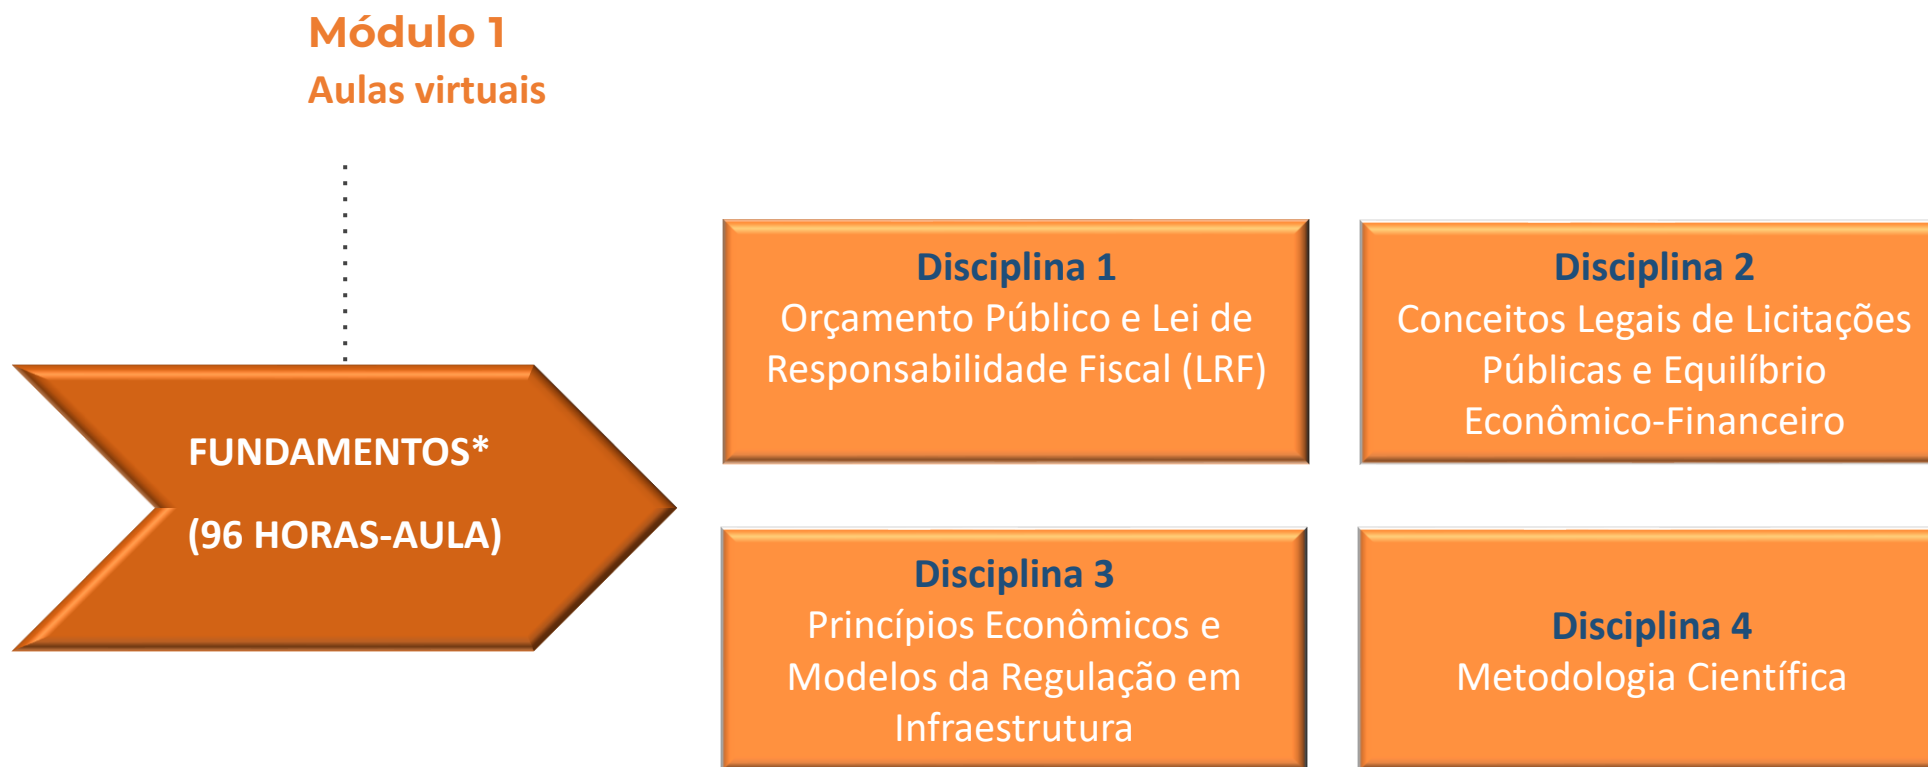 Módulo 1
Aulas virtuais
FUNDAMENTOS*
(96 HORAS-AULA)
Disciplina 1
Orçamento Público e Lei de
Responsabilidade Fiscal (LRF)
Disciplina 2
Conceitos Legais de Licitações
Públicas e Equilíbrio
Econômico-Financeiro
Disciplina 3
Princípios Econômicos e
Modelos da Regulação em
Infraestrutura
Disciplina 4
Metodologia Científica